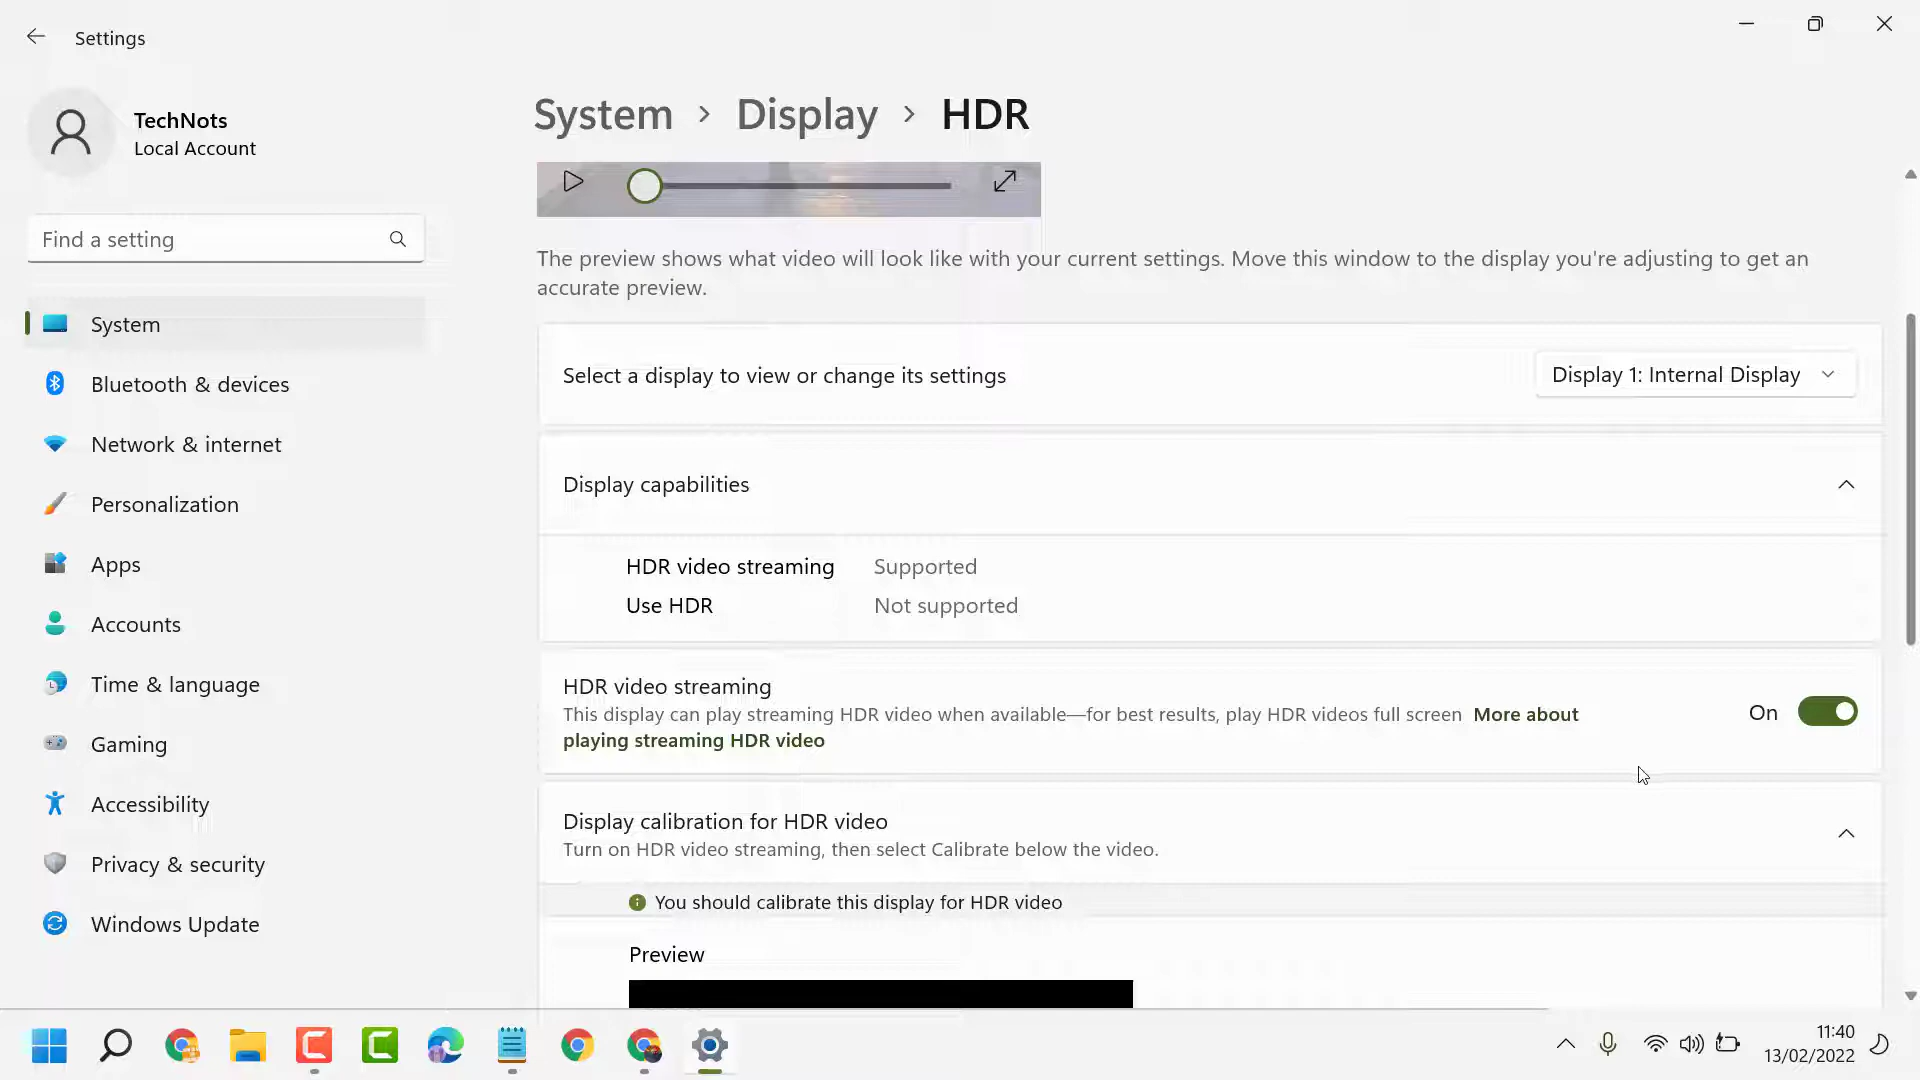 Settings
TechNots
Local Account
Find a setting
System
Bluetooth & devices
Network & internet
Personalization
Apps
Accounts
Time & language
Gaming
Accessibility
Privacy & security
Windows Update
System > Display > HDR
The preview shows what video will look like with your current settings. Move this window to the display you're adjusting to get an
accurate preview.
Select a display to view or change its settings
Display 1: Internal Display
Display capabilities
HDR video streaming Supported
Use HDR Not supported
HDR video streaming
This display can play streaming HDR video when available—for best results, play HDR videos full screen More about
playing streaming HDR video
On
Display calibration for HDR video
Turn on HDR video streaming, then select Calibrate below the video.
You should calibrate this display for HDR video
Preview
11:40
13/02/2022